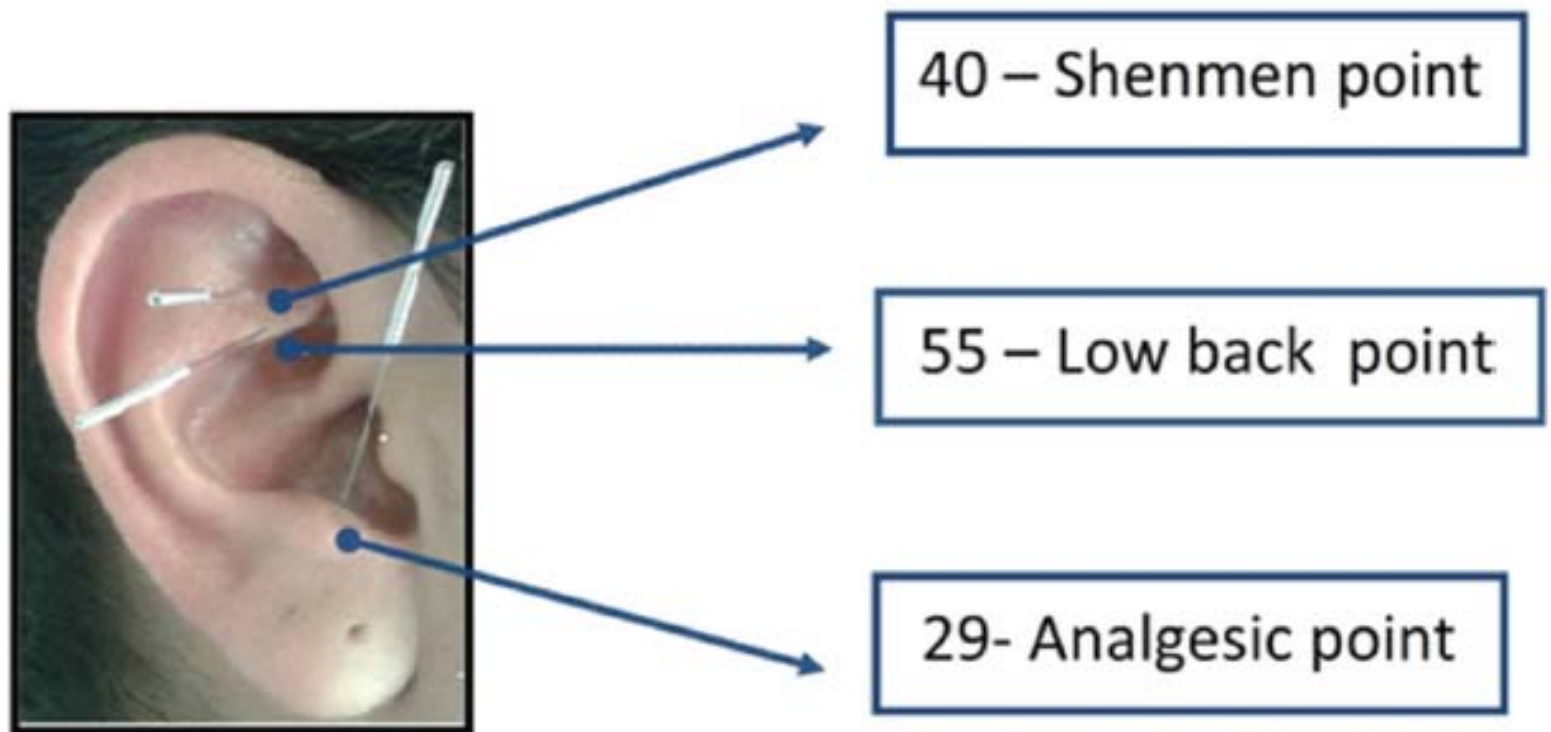 40 – Shenmen point
55 – Low back  point
29- Analgesic point